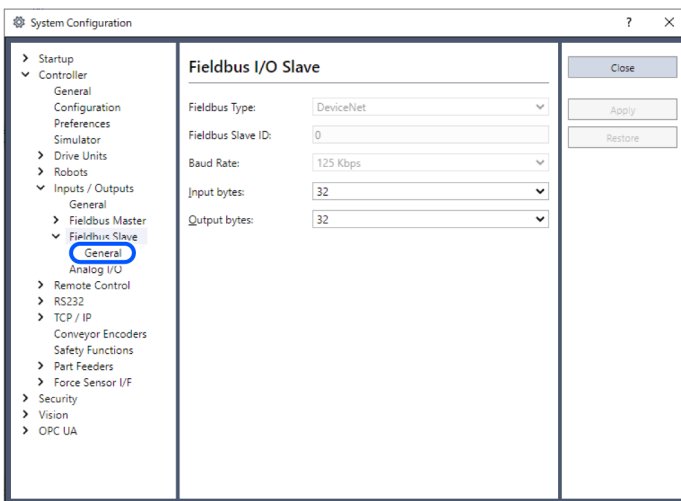 System Configuration
?
Startup
Controller
General
Configuration
Preferences
Simulator
Drive Units
Robots
Inputs / Outputs
General
Fieldbus Master
Fieldbus Slave
General
Analog I/O
Remote Control
RS232
TCP / IP
Conveyor Encoders
Safety Functions
Part Feeders
Force Sensor I/F
Security
Vision
OPC UA
Fieldbus I/O Slave
Fieldbus Type: DeviceNet
Fieldbus Slave ID: 0
Baud Rate: 125 Kbps
Input bytes: 32
Output bytes: 32
Close
Apply
Restore